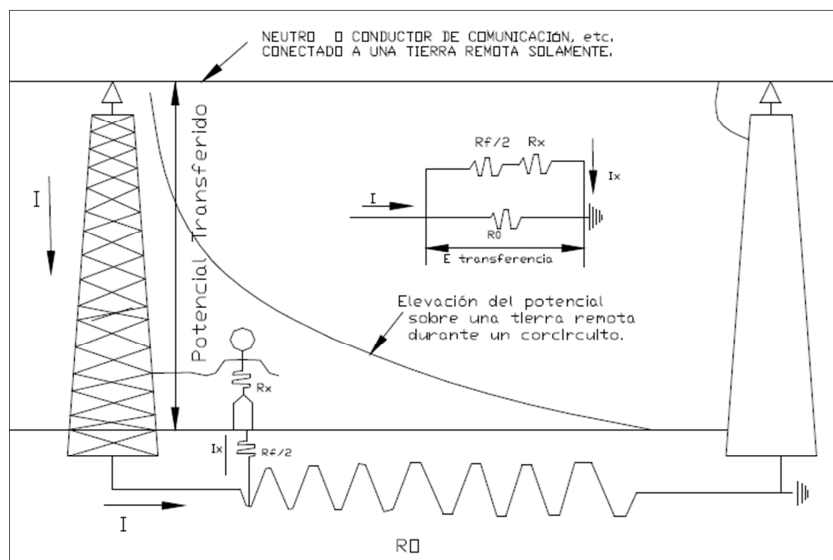 NEUTRO O CONDUCTOR DE COMUNICACIÓN, etc.
CONECTADO A UNA TIERRA REMOTA SOLAMENTE.
Potencial Transferido
I
Rf/2 Rx
Ix
I
R0
E transferencia
Elevación del potencial
sobre una tierra remota
durante un corcircuito.
Rx
Ix
Rf/2
I
RO